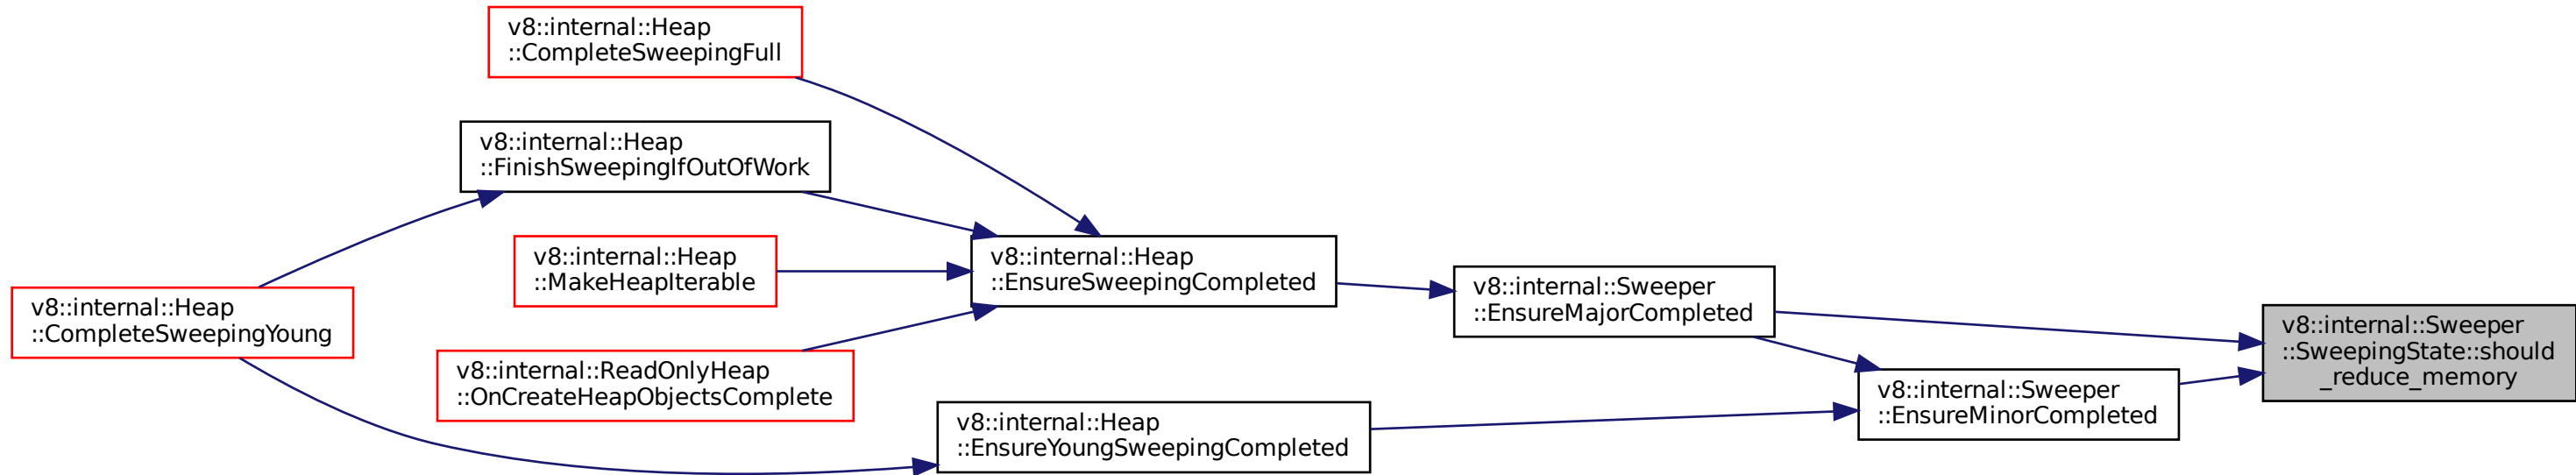 v8::internal::Heap
::CompleteSweepingFull
v8::internal::Heap
::FinishSweepingIfOutOfWork
v8::internal::Heap
::MakeHeapIterable
v8::internal::Heap
::EnsureSweepingCompleted
v8::internal::Sweeper
::EnsureMajorCompleted
v8::internal::Heap
::CompleteSweepingYoung
v8::internal::Sweeper
::SweepingState::should
_reduce_memory
v8::internal::ReadOnlyHeap
::OnCreateHeapObjectsComplete
v8::internal::Sweeper
::EnsureMinorCompleted
v8::internal::Heap
::EnsureYoungSweepingCompleted